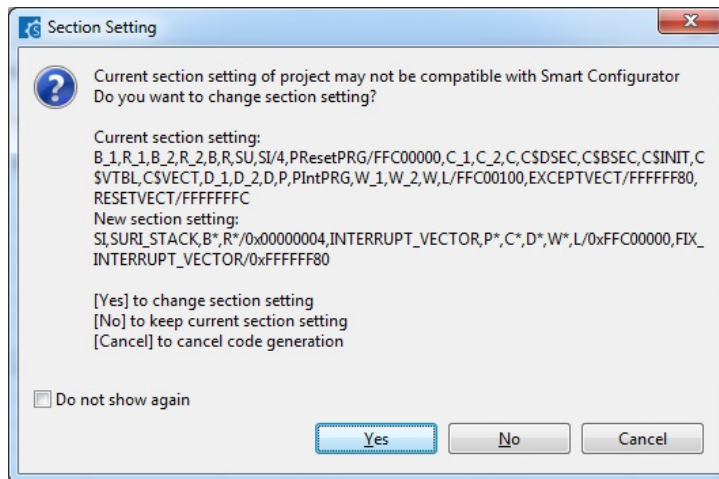 Section Setting
Current section setting of project may not be compatible with Smart Configurator
Do you want to change section setting?
Current section setting:
B_1,R_1,B_2,R_2,B,R,SU,SI/4,PResetPRG/FFC00000,C_1,C_2,C,C$DSEC,C$BSEC,C$INIT,C
$VTBL,C$VECT,D_1,D_2,D,P,PIntPRG,W_1,W_2,W,L/FFC00100,EXCEPTVECT/FFFFFF80,
RESETVECT/FFFFFFFC
New section setting:
SI,SURI_STACK,B*,R*/0x00000004,INTERRUPT_VECTOR,P*,C*,D*,W*,L/0xFFC00000,FIX_
INTERRUPT_VECTOR/0xFFFFFF80
[Yes] to change section setting
[No] to keep current section setting
[Cancel] to cancel code generation
Do not show again
Yes
No
Cancel